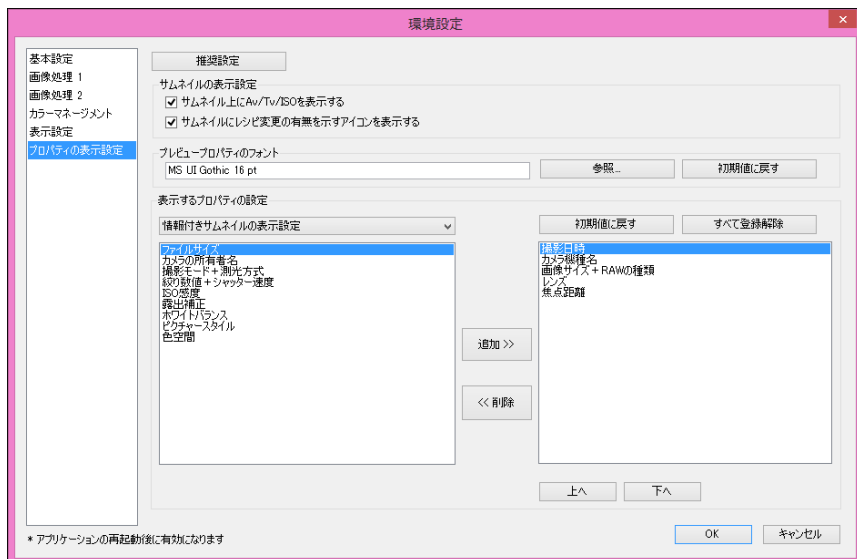 環境設定
基本設定
画像処理 1
画像処理 2
カラーマネージメント
表示設定
プロパティの表示設定
推奨設定
サムネイルの表示設定
サムネイル上にAv/Tv/ISOを表示する
サムネイルにレシピ変更の有無を示すアイコンを表示する
プレビュープロパティのフォント
MS UI Gothic 16 pt
参照...
初期値に戻す
表示するプロパティの設定
情報付きサムネイルの表示設定
初期値に戻す
すべて登録解除
ファイルサイズ
カメラの所有者名
撮影モード+測光方式
絞り数値+シャッター速度
ISO感度
露出補正
ホワイトバランス
ピクチャースタイル
色空間
追加 >>
<< 削除
撮影日時
カメラ機種名
画像サイズ+RAWの種類
レンズ
焦点距離
上へ
下へ
* アプリケーションの再起動後に有効になります
OK
キャンセル